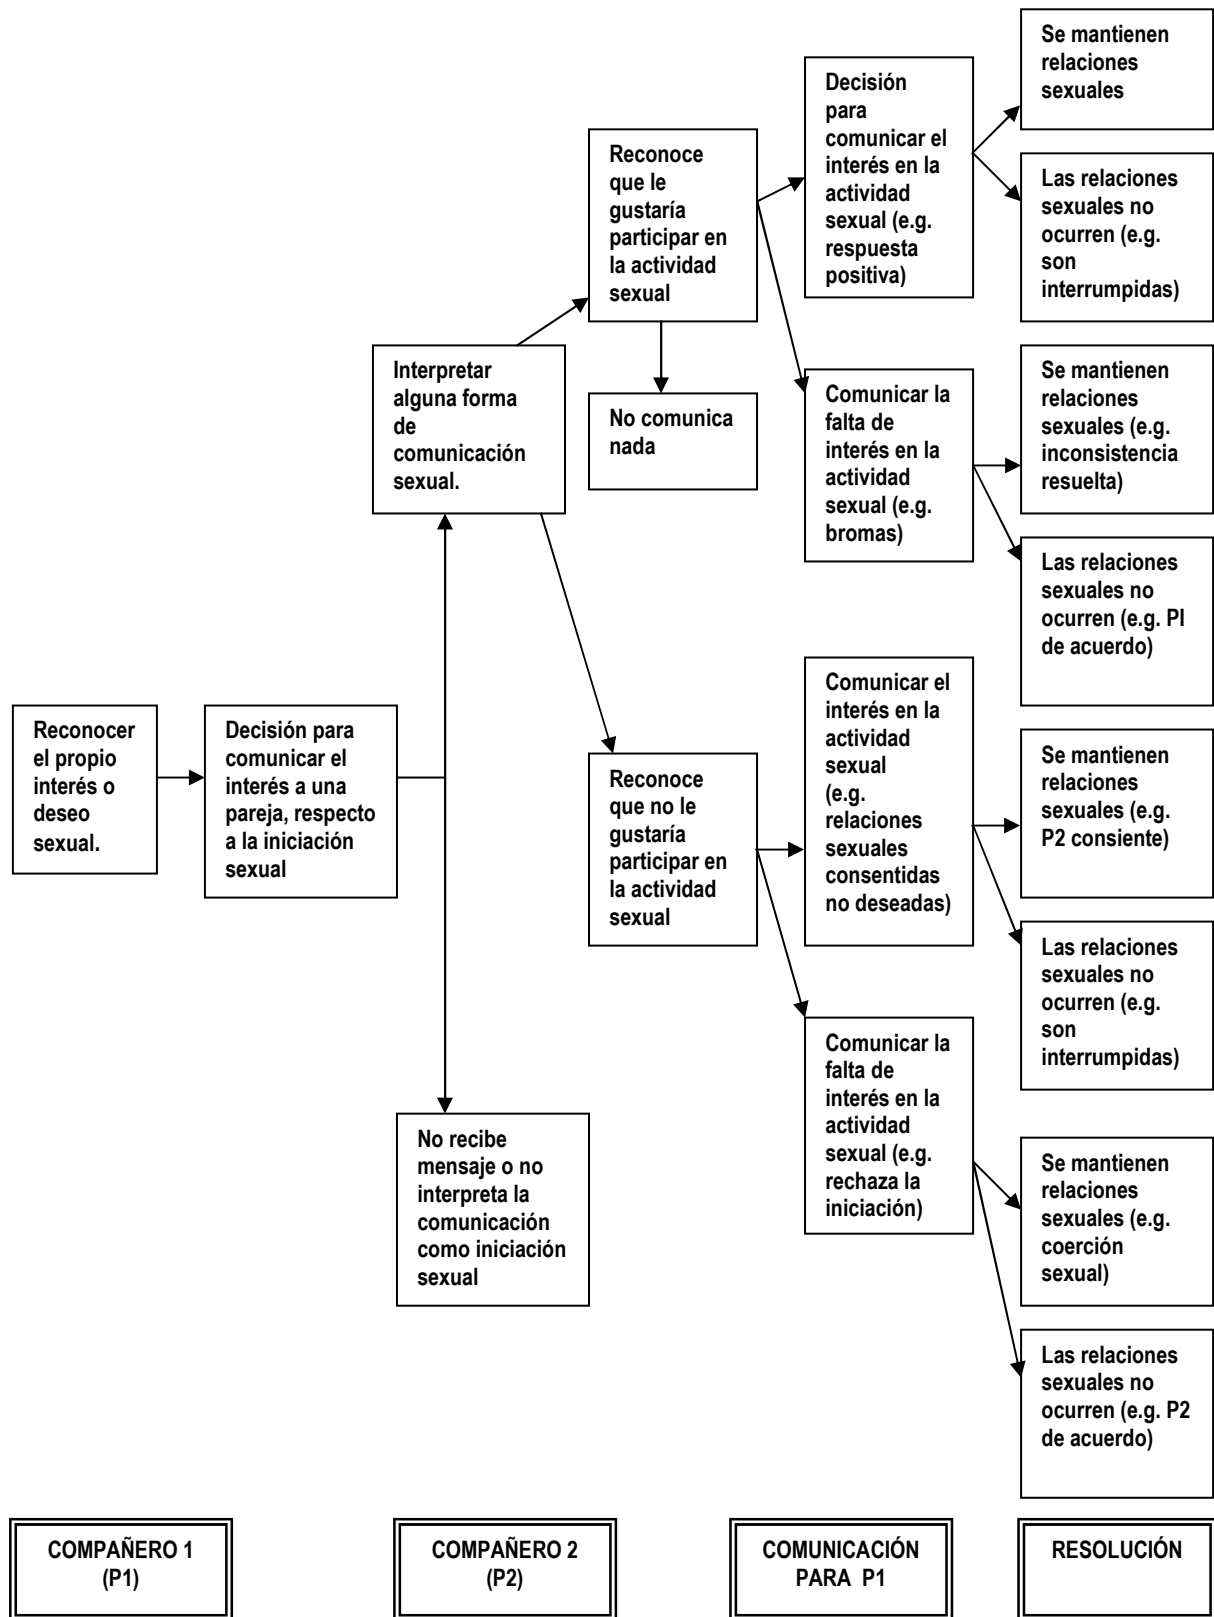 Reconocer
el propio
interés o
deseo
sexual.
Decisión para
comunicar el
interés a una
pareja, respecto
a la iniciación
sexual
Interpretar
alguna forma
de
comunicación
sexual.
No recibe
mensaje o no
interpreta la
comunicación
como iniciación
sexual
Reconoce
que le
gustaría
participar en
la actividad
sexual
No comunica
nada
Reconoce
que no le
gustaría
participar en
la actividad
sexual
Decisión
para
comunicar el
interés en la
actividad
sexual (e.g.
respuesta
positiva)
Comunicar la
falta de
interés en la
actividad
sexual (e.g.
bromas)
Comunicar el
interés en la
actividad
sexual
(e.g.
relaciones
sexuales
consentidas
no deseadas)
Comunicar la
falta de
interés en la
actividad
sexual (e.g.
rechaza la
iniciación)
Se mantienen
relaciones
sexuales
Las relaciones
sexuales no
ocurren (e.g.
son
interrumpidas)
Se mantienen
relaciones
sexuales (e.g.
inconsistencia
resuelta)
Las relaciones
sexuales no
ocurren (e.g. PI
de acuerdo)
Se mantienen
relaciones
sexuales (e.g.
P2 consiente)
Las relaciones
sexuales no
ocurren (e.g.
son
interrumpidas)
Se mantienen
relaciones
sexuales (e.g.
coerción
sexual)
Las relaciones
sexuales no
ocurren (e.g. P2
de acuerdo)
COMPAÑERO 1
(P1)
COMPAÑERO 2
(P2)
COMUNICACIÓN
PARA P1
RESOLUCIÓN